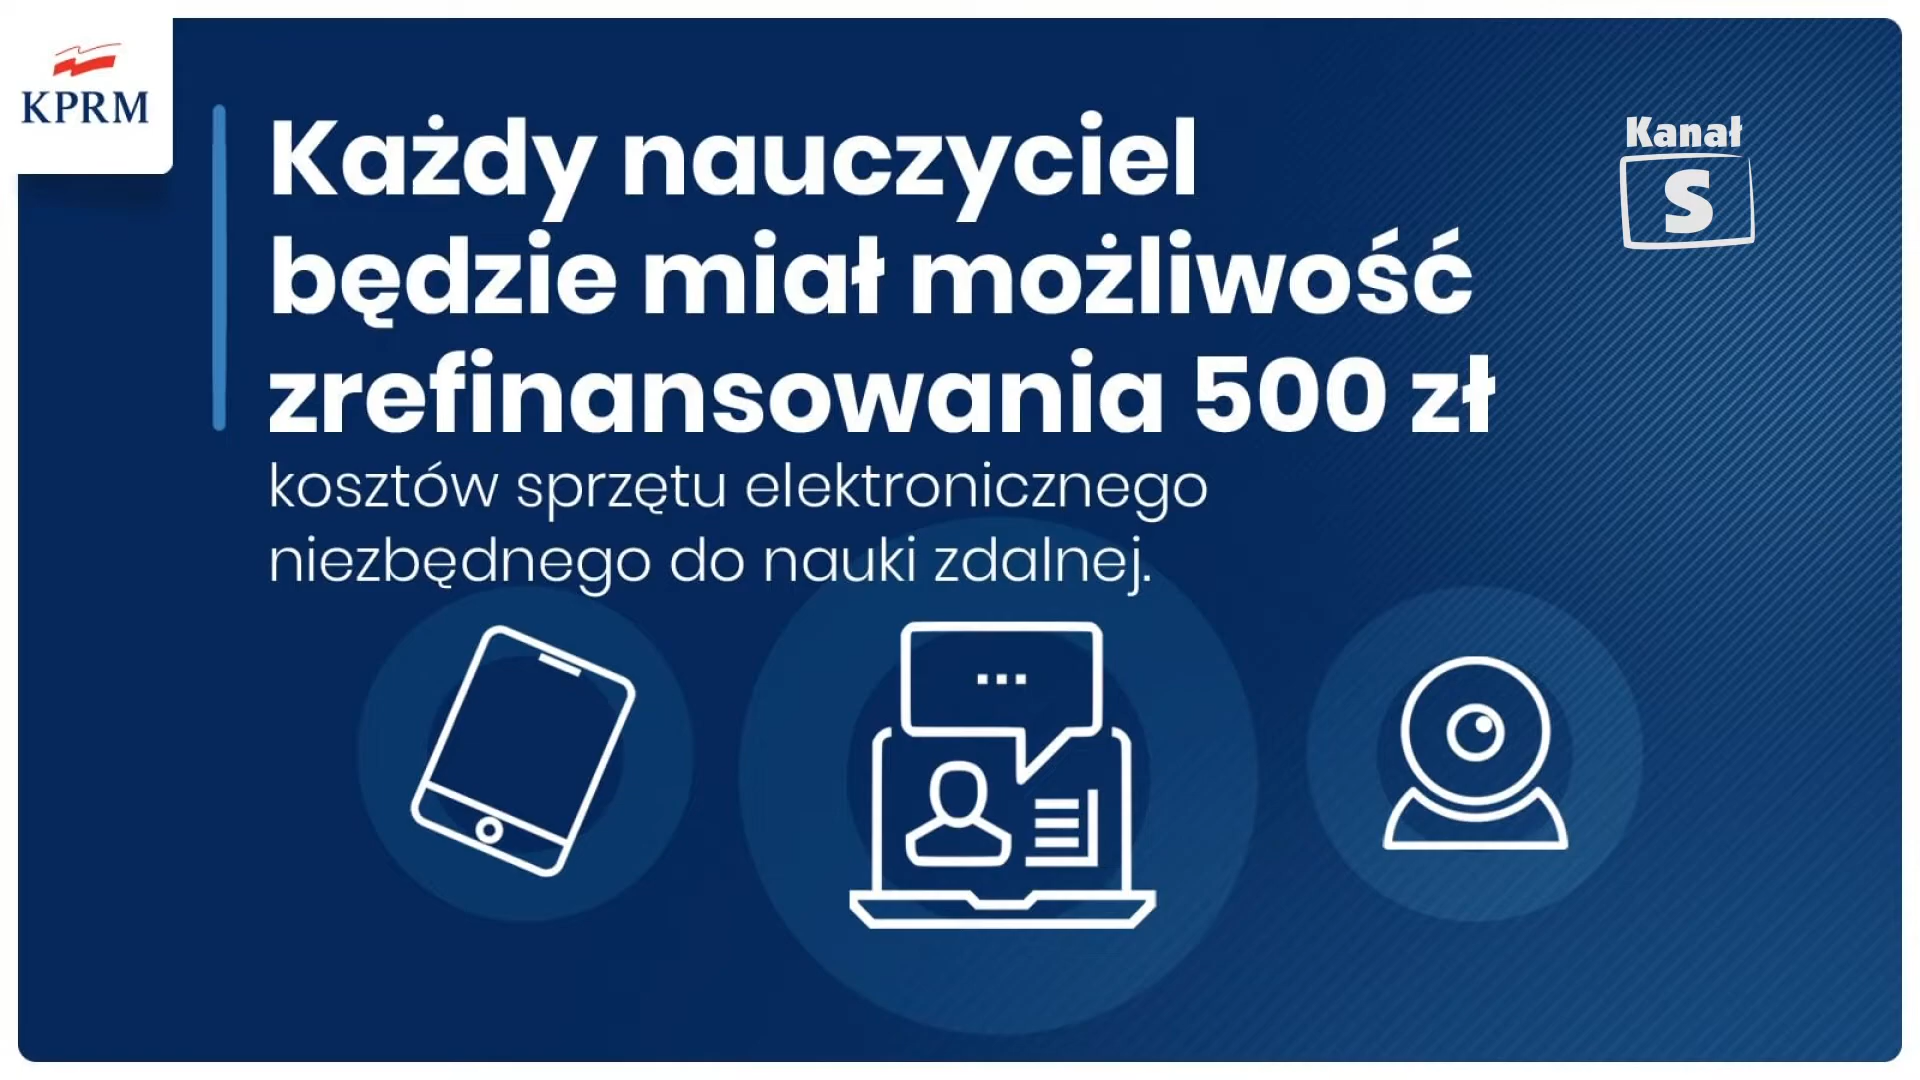 KPRM
Każdy nauczyciel
będzie miał możliwość
zrefinansowania 500 zł
kosztów sprzętu elektronicznego
niezbędnego do nauki zdalnej.
Kanał
S